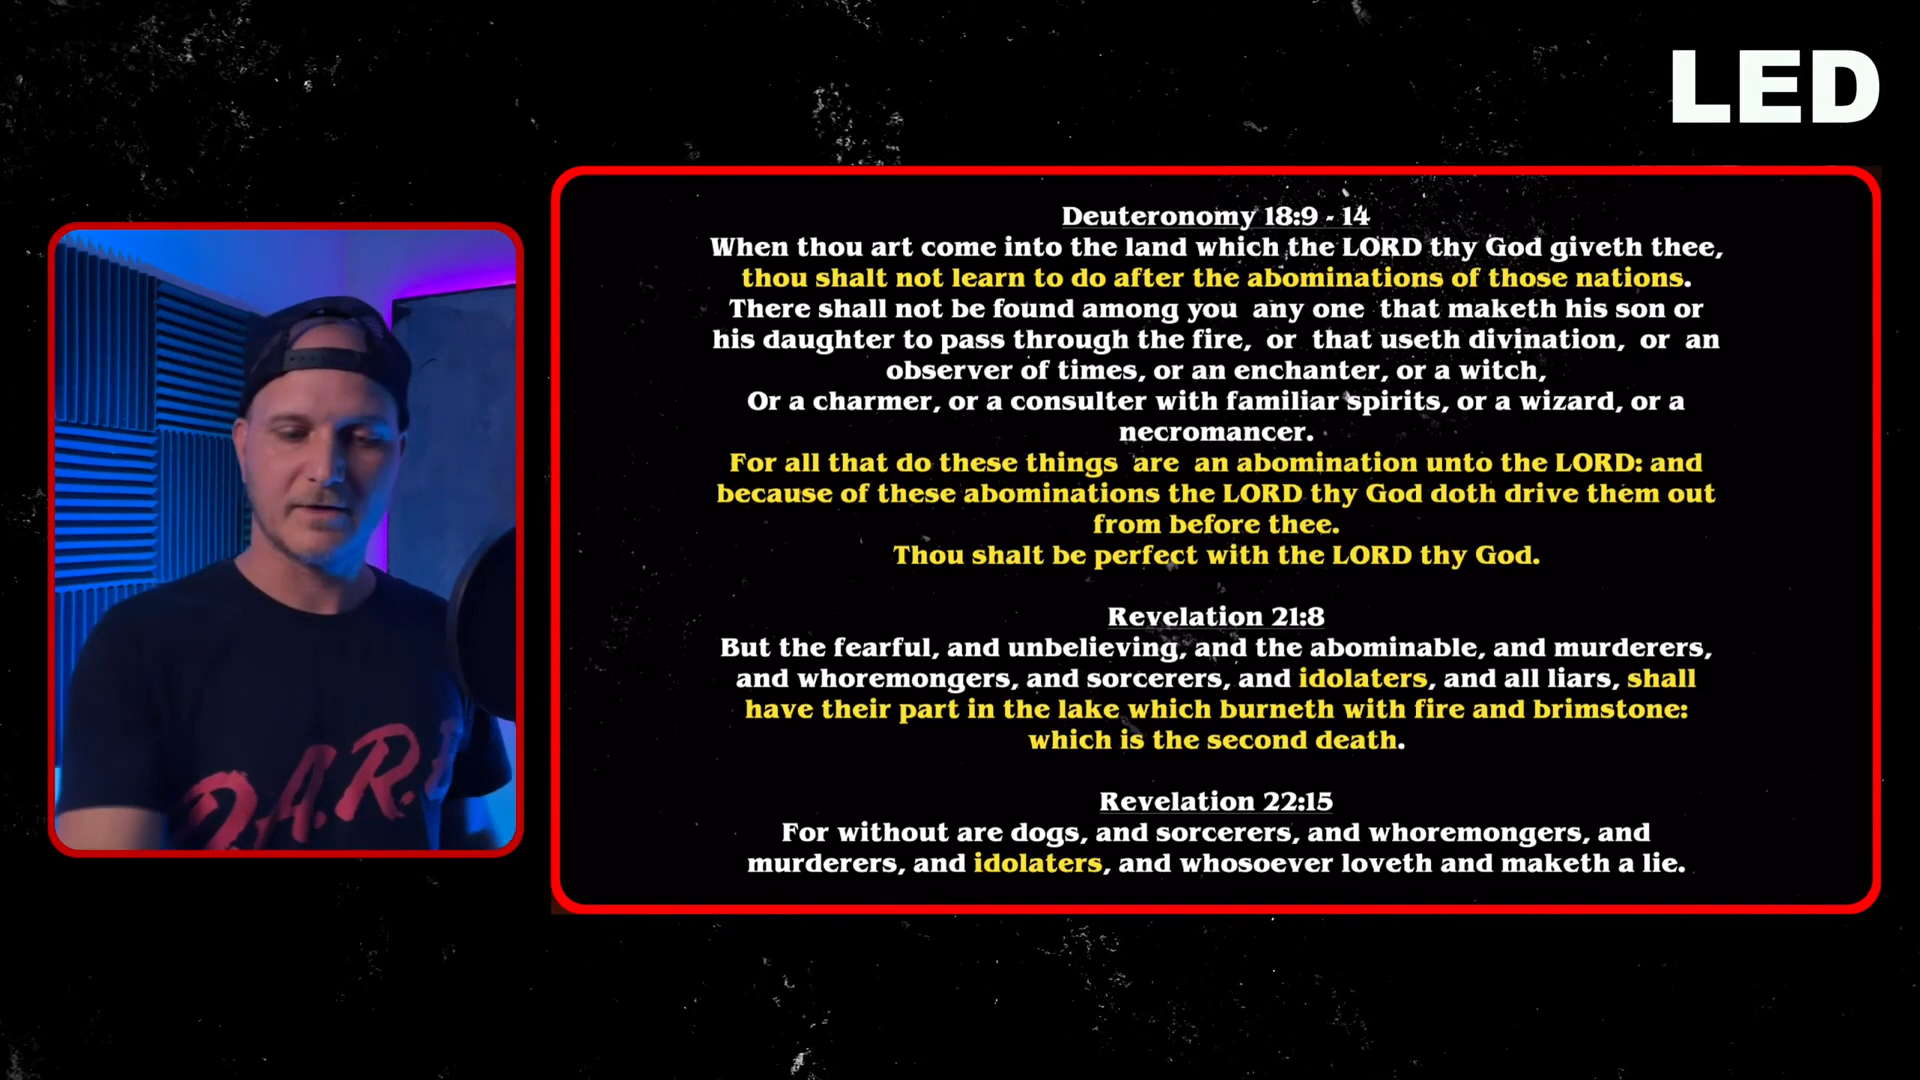 LED
Deuteronomy 18:9 - 14
When thou art come into the land which the LORD thy God giveth thee,
thou shalt not learn to do after the abominations of those nations.
There shall not be found among you any one that maketh his son or
his daughter to pass through the fire, or that useth divination, or an
observer of times, or an enchanter, or a witch,
Or a charmer, or a consulter with familiar spirits, or a wizard, or a
necromancer.
For all that do these things are an abomination unto the LORD: and
because of these abominations the LORD thy God doth drive them out
from before thee.
Thou shalt be perfect with the LORD thy God.
Revelation 21:8
But the fearful, and unbelieving, and the abominable, and murderers,
and whoremongers, and sorcerers, and idolaters, and all liars, shall
have their part in the lake which burneth with fire and brimstone:
which is the second death.
Revelation 22:15
For without are dogs, and sorcerers, and whoremongers, and
murderers, and idolaters, and whosoever loveth and maketh a lie.
D.A.R.